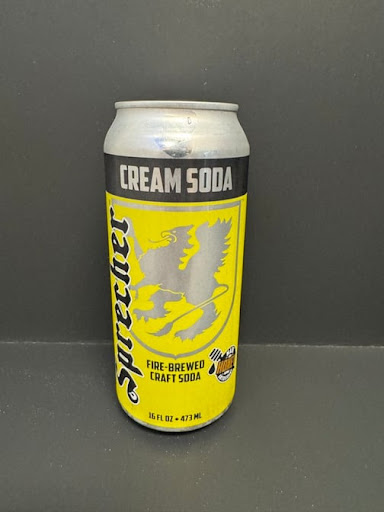 CREAM SODA
Sprecher
FIRE-BREWED
CRAFT SODA
16 FL OZ • 473 ML